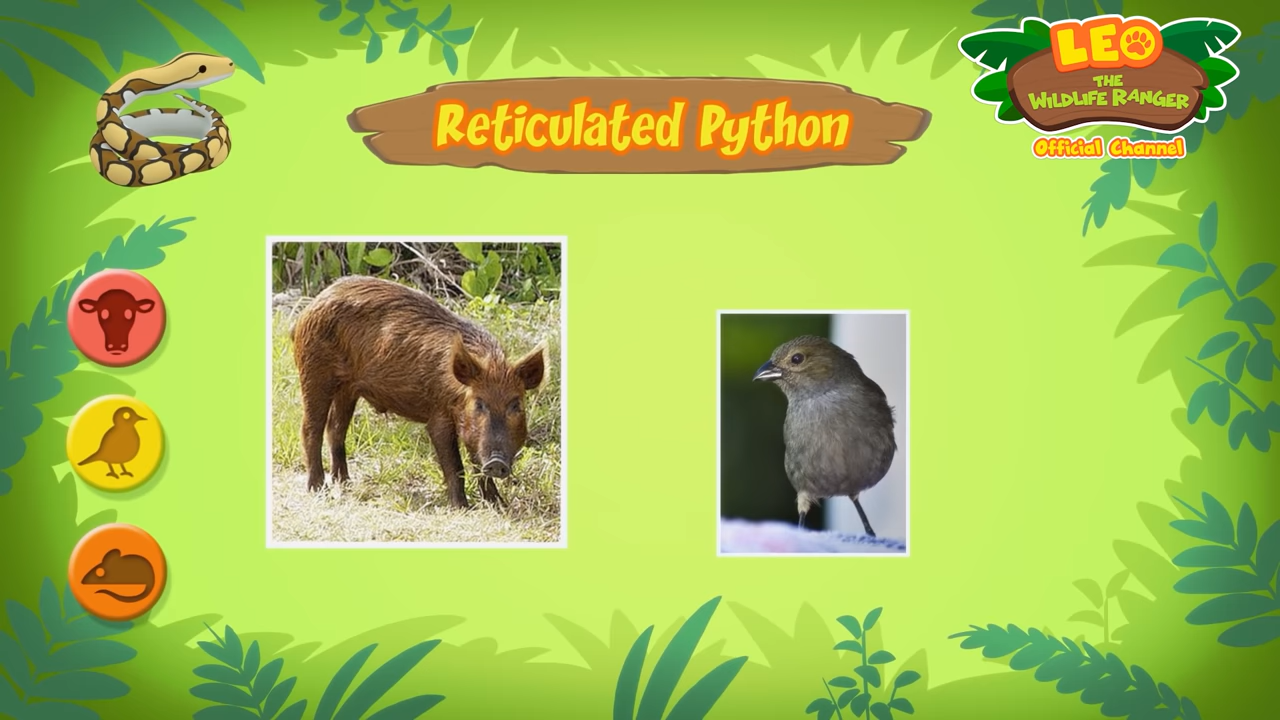 Reticulated Python
LEO
THE
WILDLIFE RANGER
Official Channel